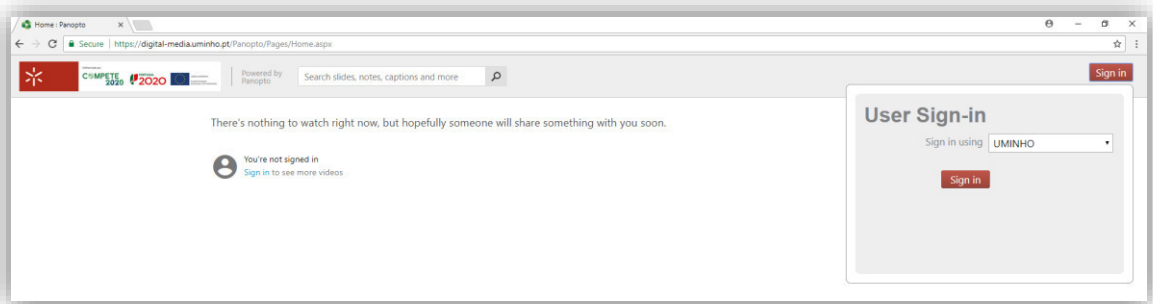 Home : Panopto
Secure | https://digital-media.uminho.pt/Panopto/Pages/Home.aspx
COMPETE
2020
2020
Powered by
Panopto
Search slides, notes, captions and more
Sign in
There's nothing to watch right now, but hopefully someone will share something with you soon.
You're not signed in
Sign in to see more videos
User Sign-in
Sign in using UMINHO
Sign in